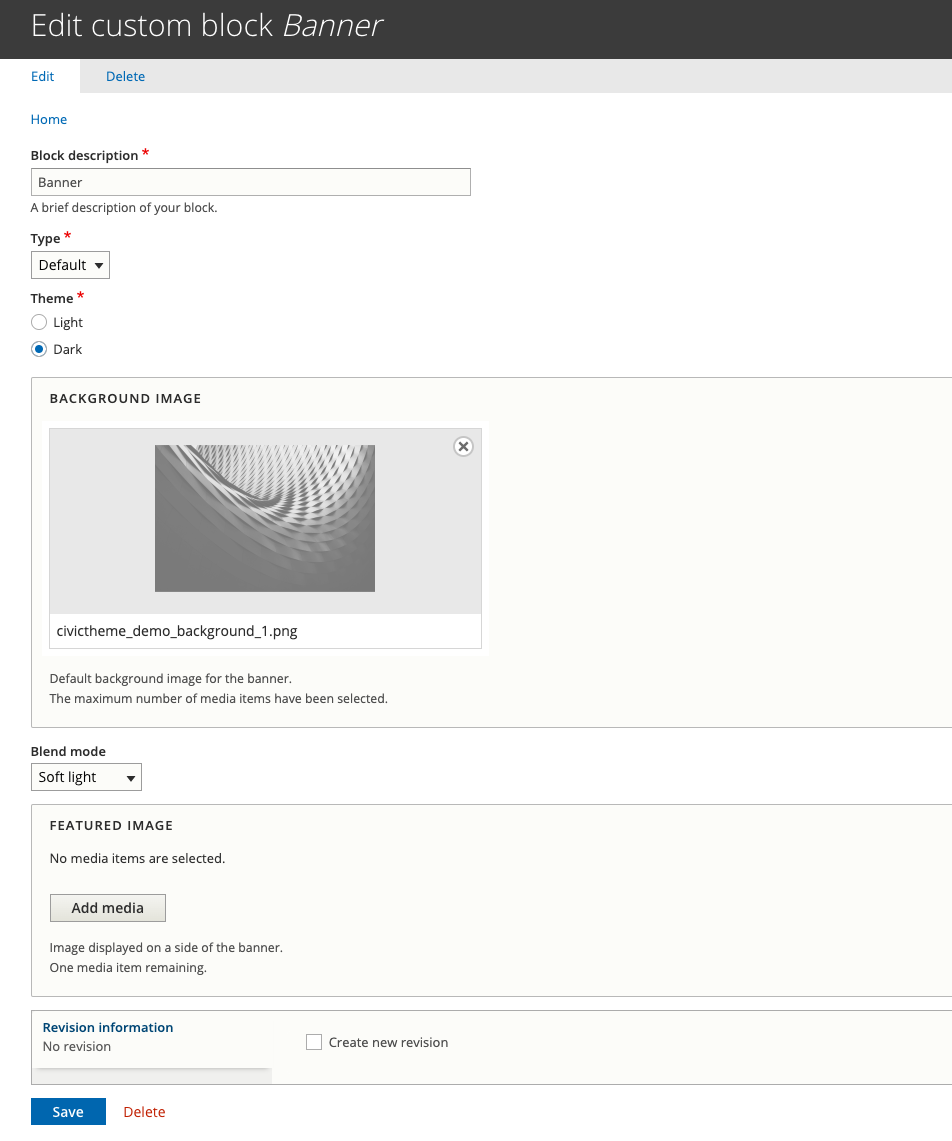 Edit custom block Banner
Edit
Delete
Home
Block description *
Banner
A brief description of your block.
Type *
Default
Theme *
Light
Dark
BACKGROUND IMAGE
civictheme_demo_background_1.png
Default background image for the banner.
The maximum number of media items have been selected.
Blend mode
Soft light
FEATURED IMAGE
No media items are selected.
Add media
Image displayed on a side of the banner.
One media item remaining.
Revision information
No revision
Create new revision
Save
Delete